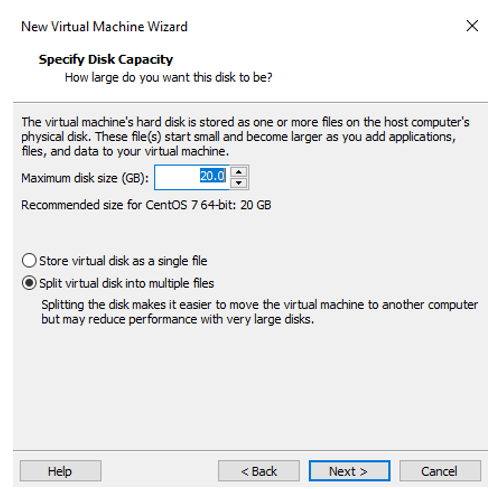 New Virtual Machine Wizard
Specify Disk Capacity
How large do you want this disk to be?
The virtual machine's hard disk is stored as one or more files on the host computer's
physical disk. These file(s) start small and become larger as you add applications,
files, and data to your virtual machine.
Maximum disk size (GB): 20.0
Recommended size for CentOS 7 64-bit: 20 GB
Store virtual disk as a single file
Split virtual disk into multiple files
Splitting the disk makes it easier to move the virtual machine to another computer
but may reduce performance with very large disks.
Help < Back Next > Cancel